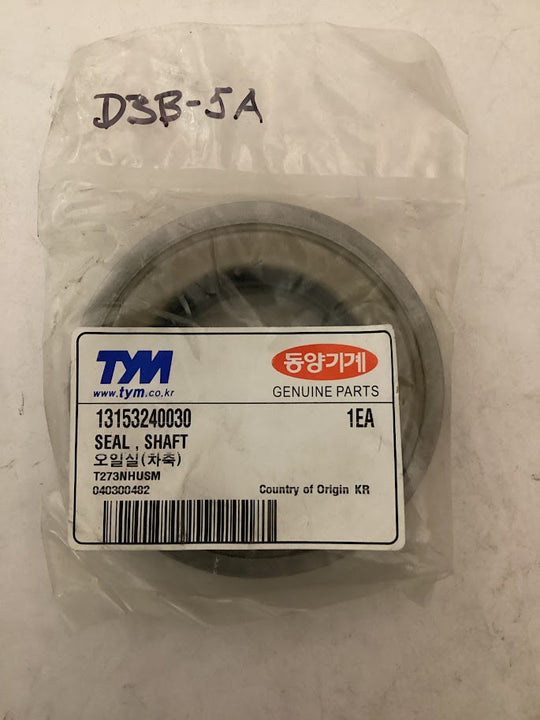 D3B-5A
TYM
www.tym.co.kr
동양기계
GENUINE PARTS
13153240030 1EA
SEAL , SHAFT
오일실(차축)
T273NHUSM
040300482 Country of Origin KR